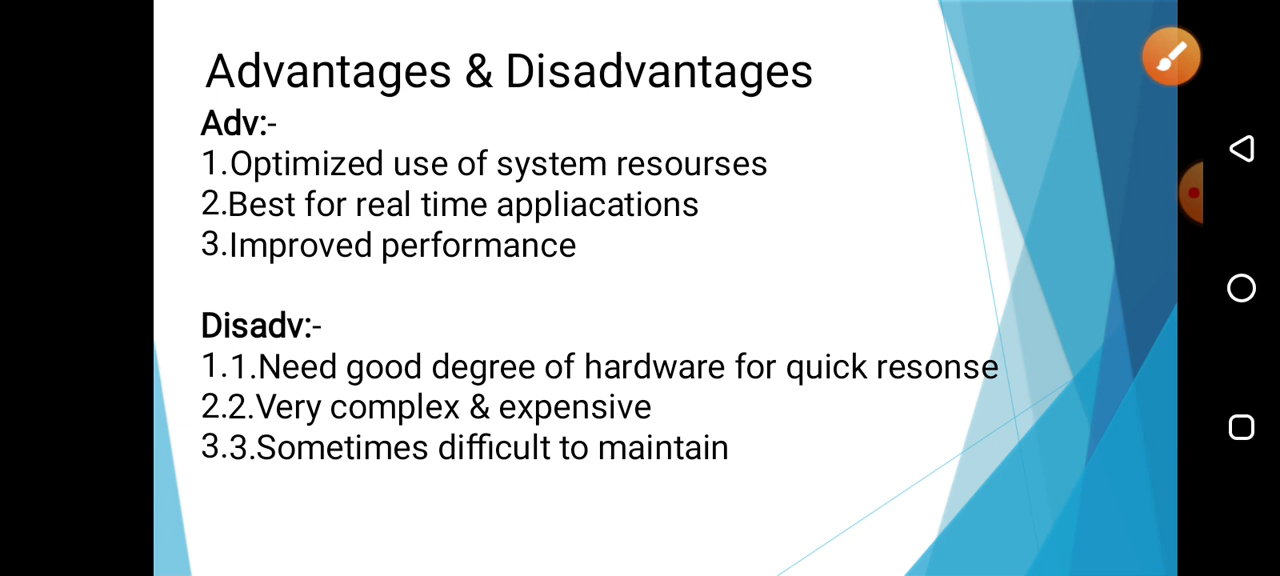 Advantages & Disadvantages
Adv:-
1.Optimized use of system resourses
2.Best for real time appliacations
3.Improved performance
Disadv:-
1.1.Need good degree of hardware for quick resonse
2.2.Very complex & expensive
3.3.Sometimes difficult to maintain